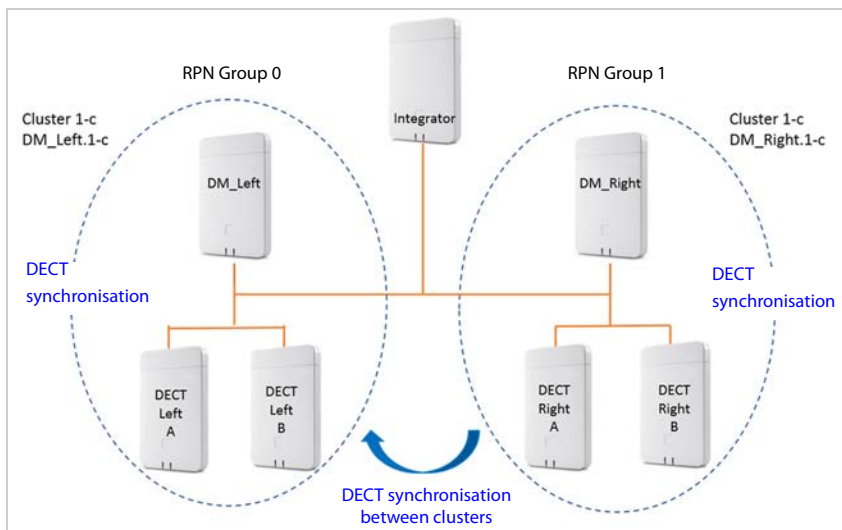 RPN Group 0
RPN Group 1
Integrator
Cluster 1-c
DM_Left.1-c
Cluster 1-c
DM_Right.1-c
DM_Left
DM_Right
DECT
synchronisation
DECT
synchronisation
DECT
Left
A
DECT
Left
B
DECT
Right
A
DECT
Right
B
DECT synchronisation
between clusters